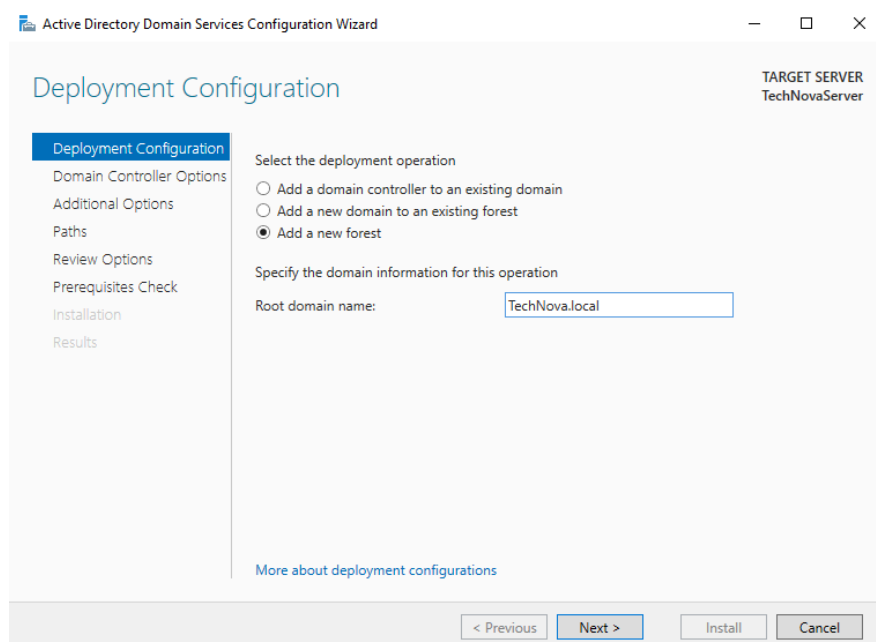 Active Directory Domain Services Configuration Wizard
Deployment Configuration
TARGET SERVER
TechNovaServer
Deployment Configuration
Domain Controller Options
Additional Options
Paths
Review Options
Prerequisites Check
Installation
Results
Select the deployment operation
Add a domain controller to an existing domain
Add a new domain to an existing forest
Add a new forest
Specify the domain information for this operation
Root domain name: TechNova.local
More about deployment configurations
< Previous Next > Install Cancel